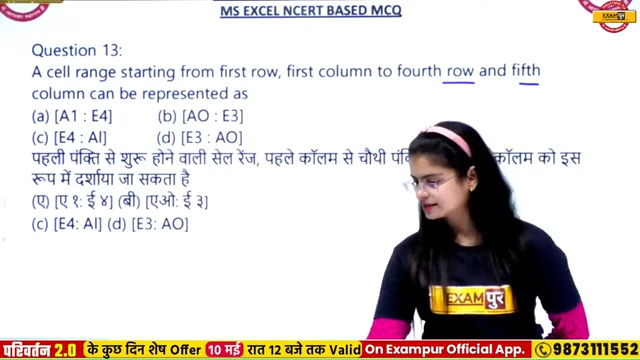 MS EXCEL NCERT BASED MCQ
EXAMपुर
Question 13:
A cell range starting from first row, first column to fourth row and fifth
column can be represented as
(a) [A1 : E4] (b) [AO : E3]
(c) [E4 : AI] (d) [E3 : AO]
पहली पंक्ति से शुरू होने वाली सेल रेंज, पहले कॉलम से चौथी कॉलम को इस
रूप में दर्शाया जा सकता है
(ए) [ए १: ई ४] (बी) [एओ: ई ३]
(c) [E4: AI] (d) [E3: AO]
EXAMपुर
परिवर्तन 2.0 के कुछ दिन शेष Offer 10 मई रात 12 बजे तक Valid On Exampur Official App. 9873111552